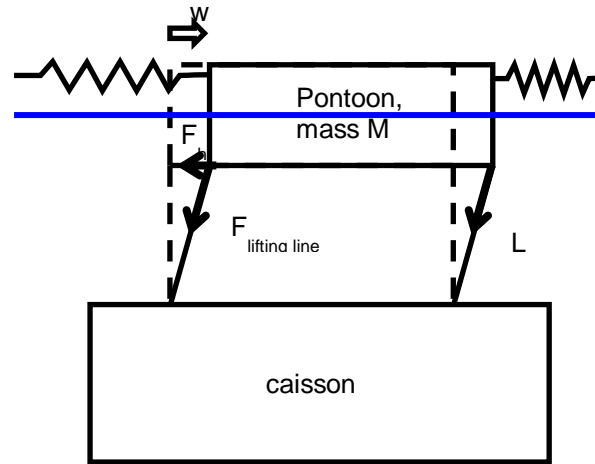 w
Pontoon,
mass M
F
F lifting line
L
caisson